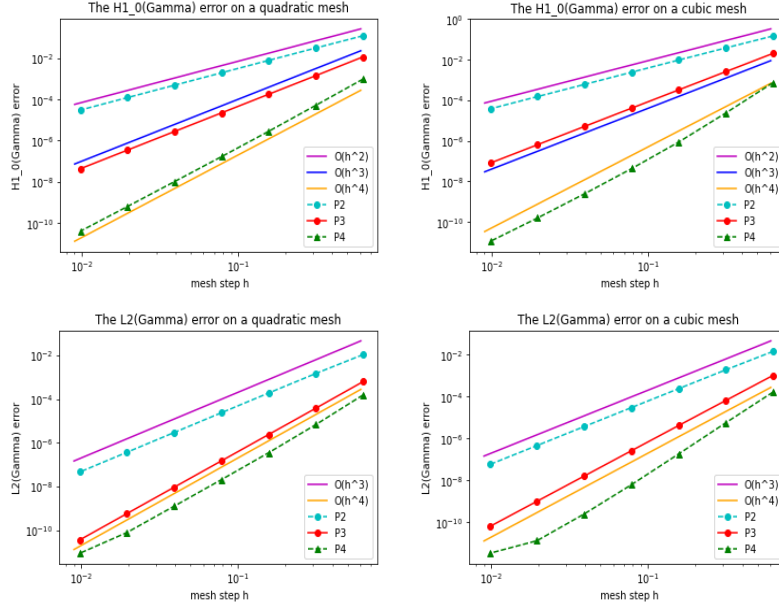 The H1_0(Gamma) error on a quadratic mesh
H1_0(Gamma) error
10^-2
10^-4
10^-6
10^-8
10^-10
O(h^2)
O(h^3)
O(h^4)
P2
P3
P4
10^-2
10^-1
mesh step h
The H1_0(Gamma) error on a cubic mesh
H1_0(Gamma) error
10^0
10^-2
10^-4
10^-6
10^-8
10^-10
O(h^2)
O(h^3)
O(h^4)
P2
P3
P4
10^-2
10^-1
mesh step h
The L2(Gamma) error on a quadratic mesh
L2(Gamma) error
10^-2
10^-4
10^-6
10^-8
10^-10
O(h^3)
O(h^4)
P2
P3
P4
10^-2
10^-1
mesh step h
The L2(Gamma) error on a cubic mesh
L2(Gamma) error
10^-2
10^-4
10^-6
10^-8
10^-10
O(h^3)
O(h^4)
P2
P3
P4
10^-2
10^-1
mesh step h